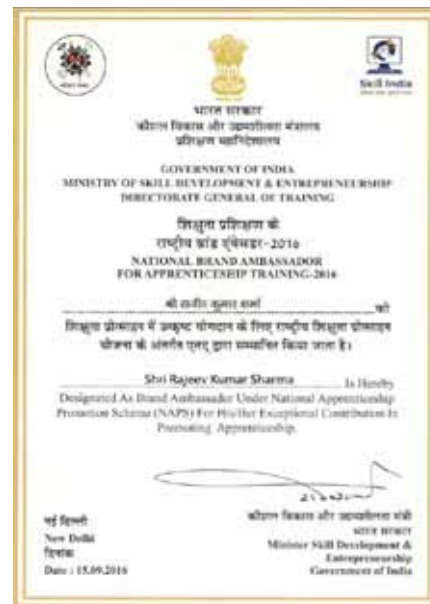 Skill India
भारत सरकार
कौशल विकास और उद्यमशीलता मंत्रालय
प्रशिक्षण महानिदेशालय
GOVERNMENT OF INDIA
MINISTRY OF SKILL DEVELOPMENT & ENTREPRENEURSHIP
DIRECTORATE GENERAL OF TRAINING
शिक्षुता प्रशिक्षण के
राष्ट्रीय ब्रांड एंबेसडर-2016
NATIONAL BRAND AMBASSADOR
FOR APPRENTICESHIP TRAINING-2016
श्री राजीव कुमार शर्मा को
शिक्षुता प्रोत्साहन में उत्कृष्ट योगदान के लिए राष्ट्रीय शिक्षुता प्रोत्साहन
योजना के अंतर्गत एतद् द्वारा सम्मानित किया जाता है।
Shri Rajeev Kumar Sharma Is Hereby
Designated As Brand Ambassador Under National Apprenticeship
Promotion Scheme (NAPS) For His/Her Exceptional Contribution In
Promoting Apprenticeship.
नई दिल्ली
New Delhi
दिनांक
Date : 15.09.2016
कौशल विकास और उद्यमशीलता मंत्री
भारत सरकार
Minister Skill Development &
Entrepreneurship
Government of India